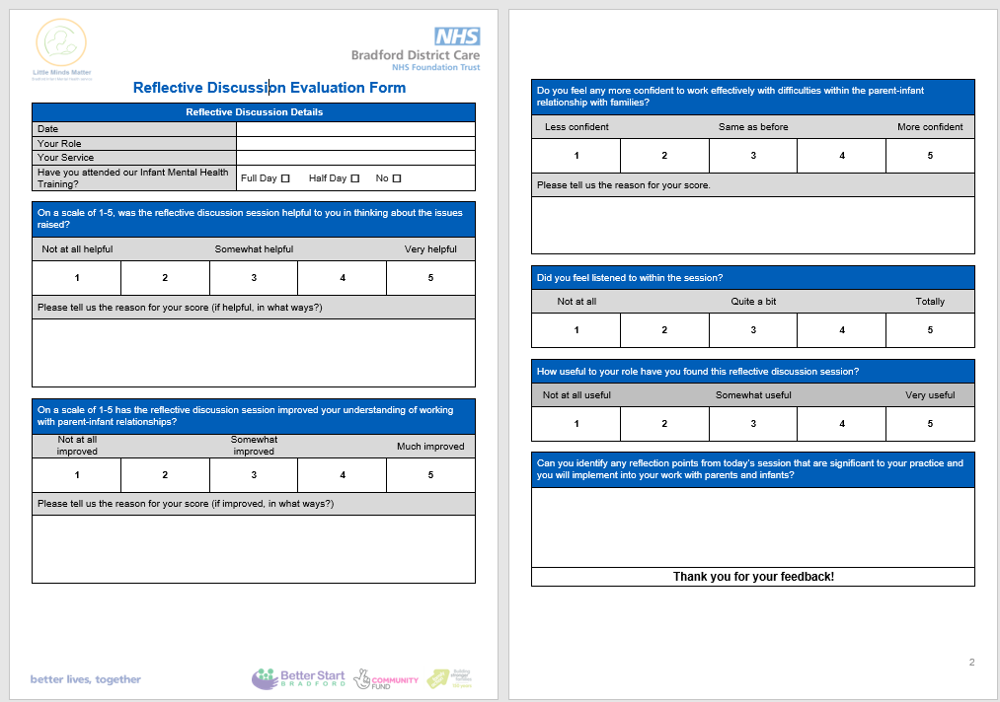 Little Minds Matter
NHS
Bradford District Care
NHS Foundation Trust
Reflective Discussion Evaluation Form
Reflective Discussion Details
Date
Your Role
Your Service
Have you attended our Infant Mental Health
Training?
Full Day ☐ Half Day ☐ No ☐
On a scale of 1-5, was the reflective discussion session helpful to you in thinking about the issues
raised?
Not at all helpful Somewhat helpful Very helpful
1 2 3 4 5
Please tell us the reason for your score (if helpful, in what ways?)
On a scale of 1-5 has the reflective discussion session improved your understanding of working
with parent-infant relationships?
Not at all
improved
Somewhat
improved
Much improved
1 2 3 4 5
Please tell us the reason for your score (if improved, in what ways?)
better lives, together
Better Start
BRADFORD
COMMUNITY
FUND
Do you feel any more confident to work effectively with difficulties within the parent-infant
relationship with families?
Less confident Same as before More confident
1 2 3 4 5
Please tell us the reason for your score.
Did you feel listened to within the session?
Not at all Quite a bit Totally
1 2 3 4 5
How useful to your role have you found this reflective discussion session?
Not at all useful Somewhat useful Very useful
1 2 3 4 5
Can you identify any reflection points from today's session that are significant to your practice and
you will implement into your work with parents and infants?
Thank you for your feedback!
2